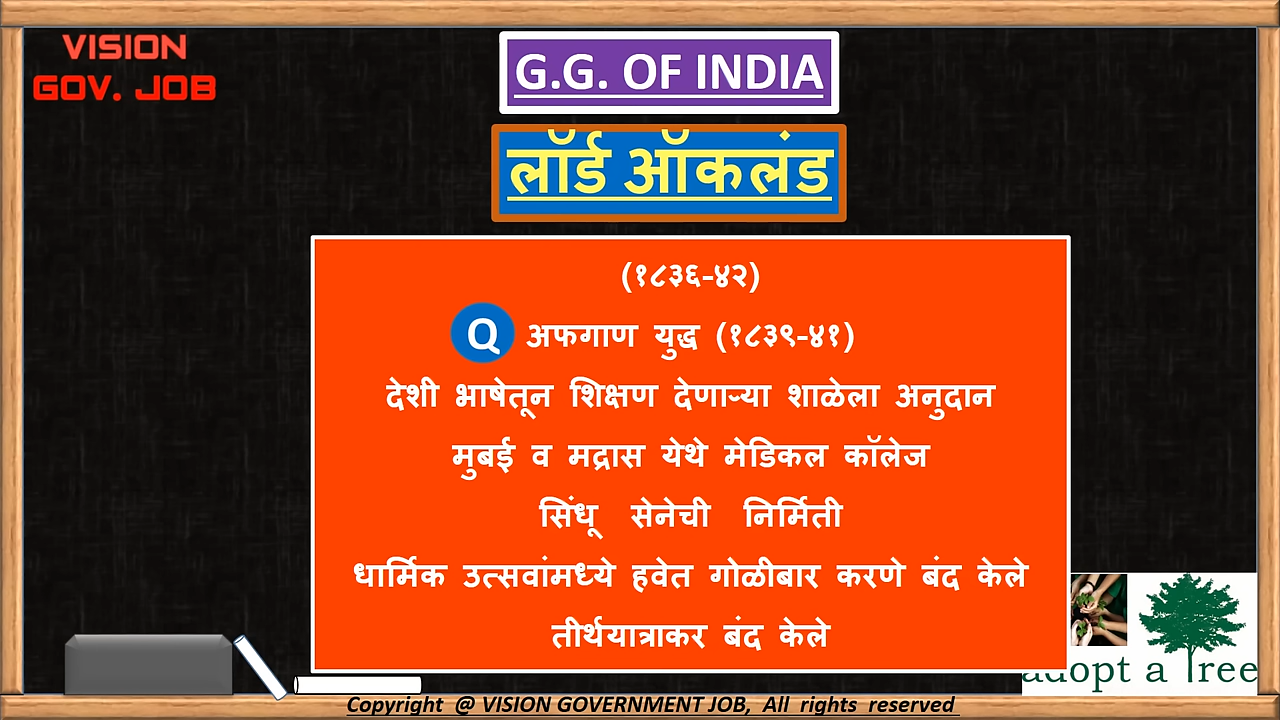 VISION
GOV. JOB
G.G. OF INDIA
लॉर्ड ऑकलंड
(१८३६-४२)
Q अफगाण युद्ध (१८३९-४१)
देशी भाषेतून शिक्षण देणाऱ्या शाळेला अनुदान
मुबई व मद्रास येथे मेडिकल कॉलेज
सिंधू सेनेची निर्मिती
धार्मिक उत्सवांमध्ये हवेत गोळीबार करणे बंद केले
तीर्थयात्राकर बंद केले
adopt a Tree
Copyright @ VISION GOVERNMENT JOB, All rights reserved